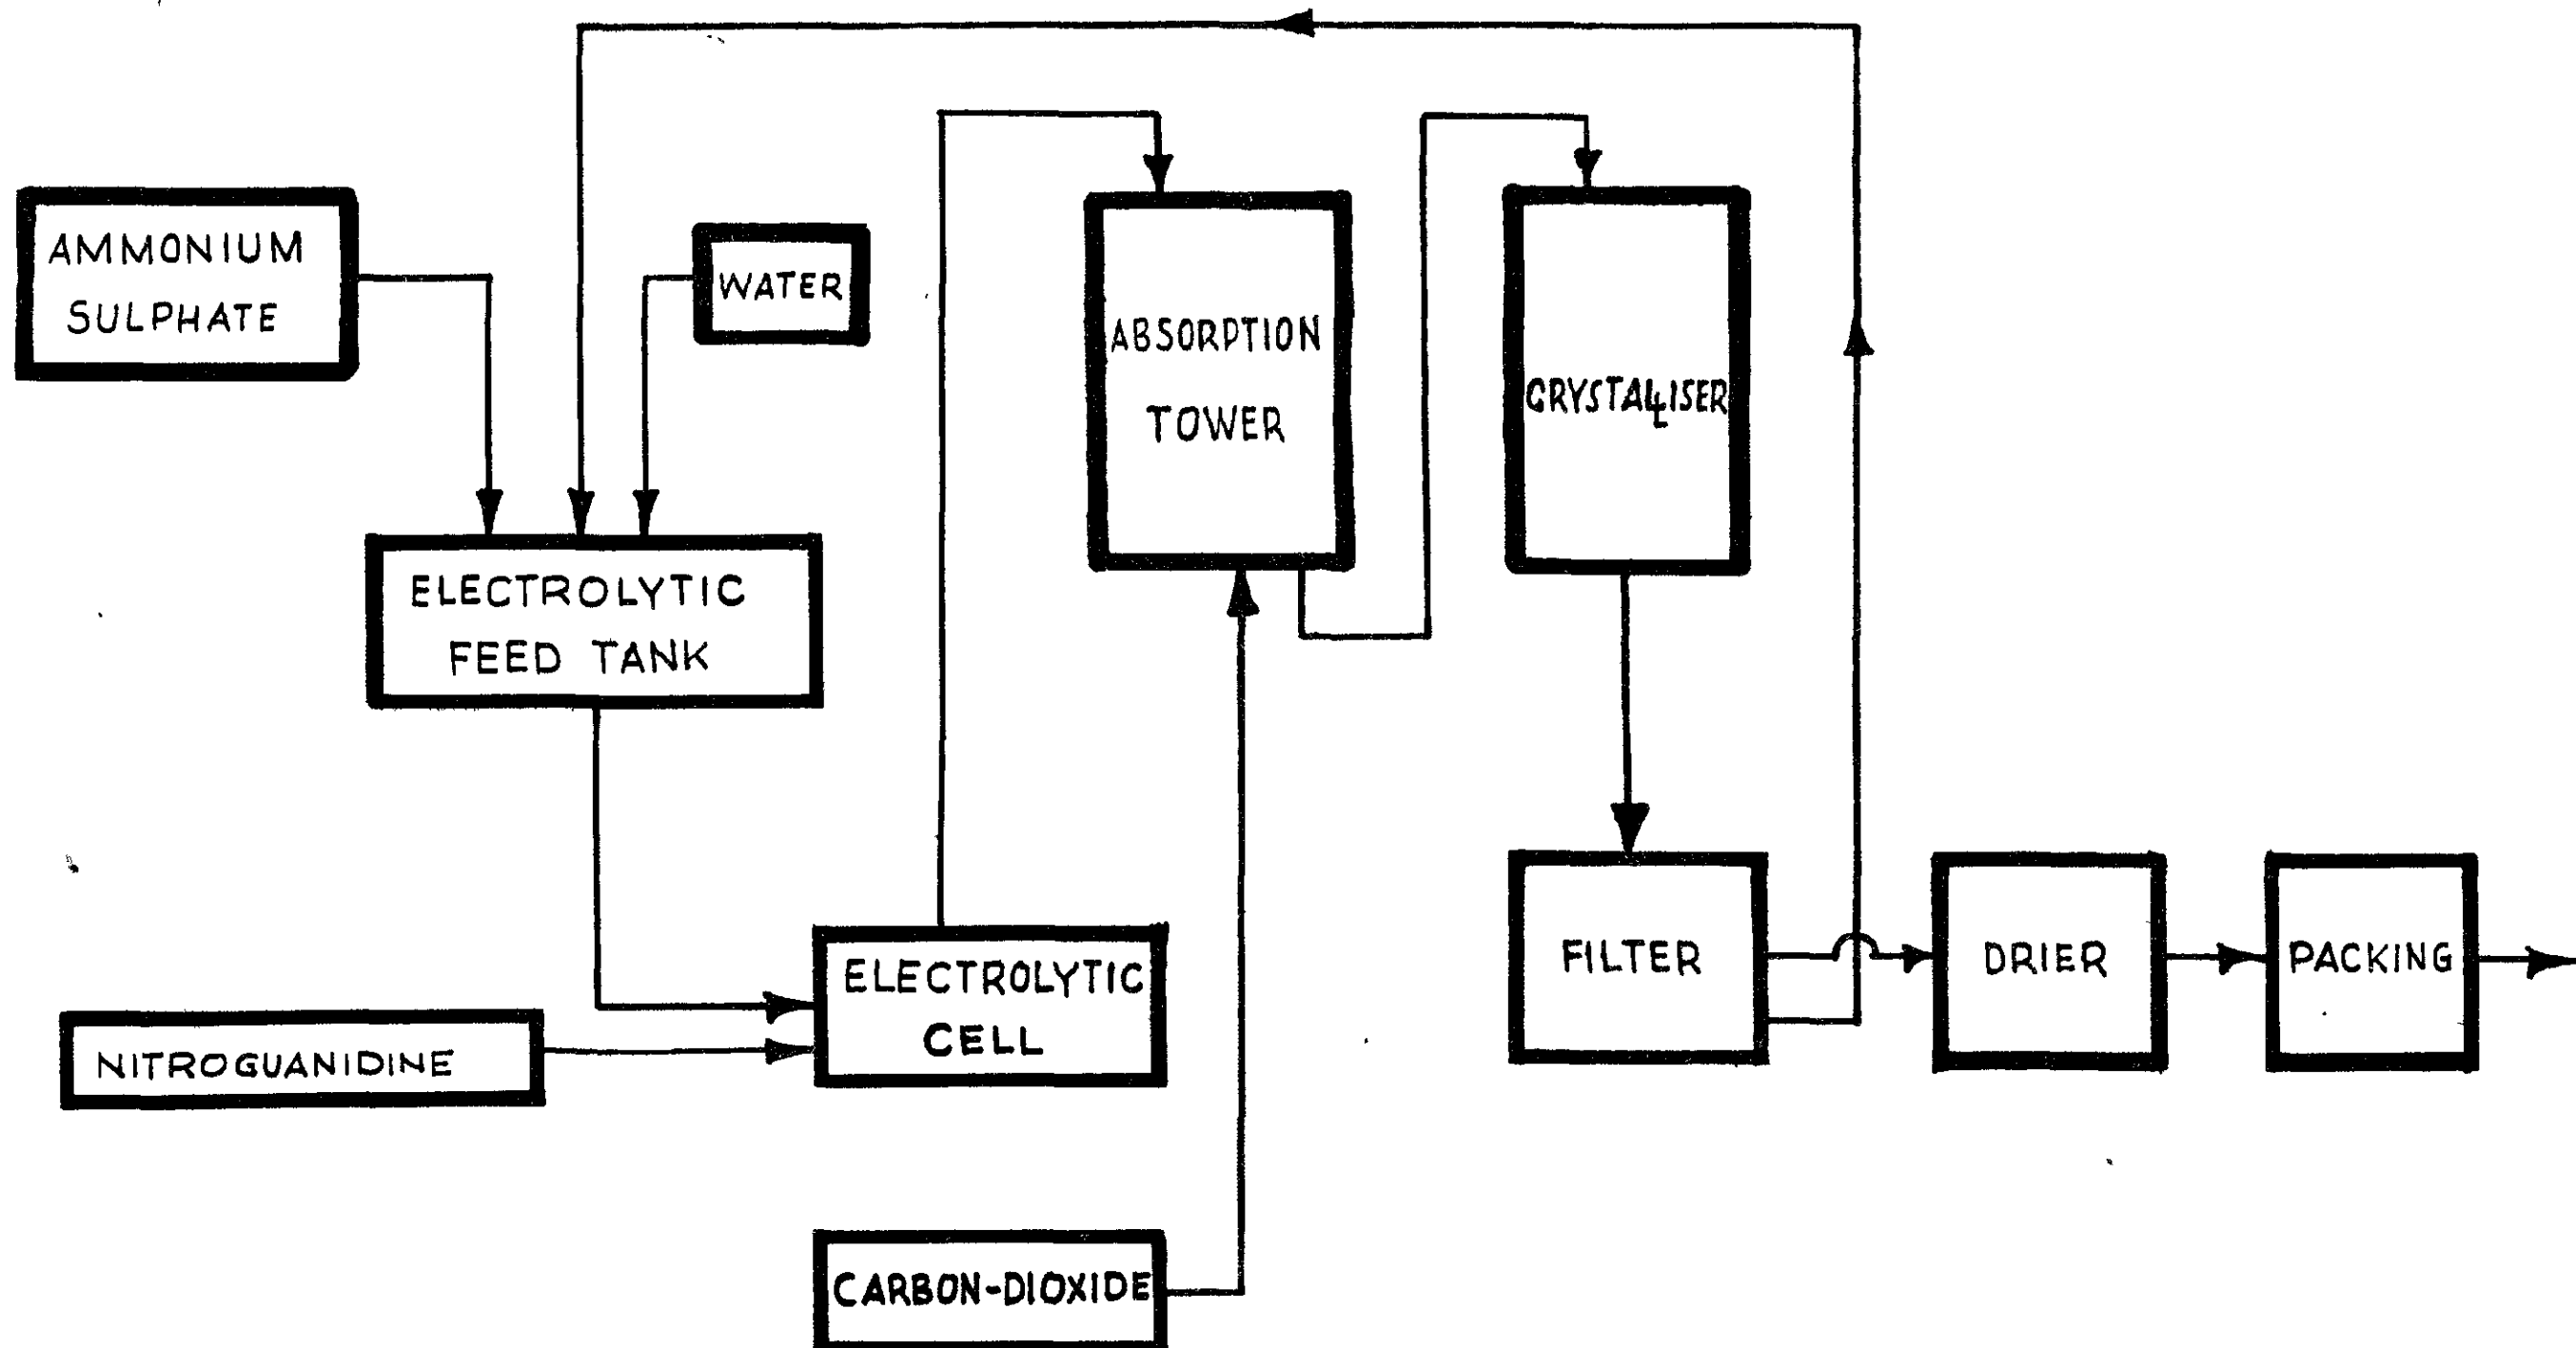 AMMONIUM
SULPHATE
WATER
ABSORPTION
TOWER
CRYSTALLISER
ELECTROLYTIC
FEED TANK
ELECTROLYTIC
CELL
NITROGUANIDINE
FILTER
DRIER
PACKING
CARBON-DIOXIDE